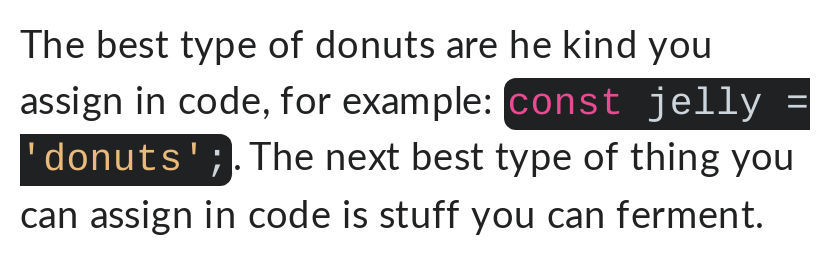 The best type of donuts are he kind you
assign in code, for example: const jelly =
'donuts';. The next best type of thing you
can assign in code is stuff you can ferment.